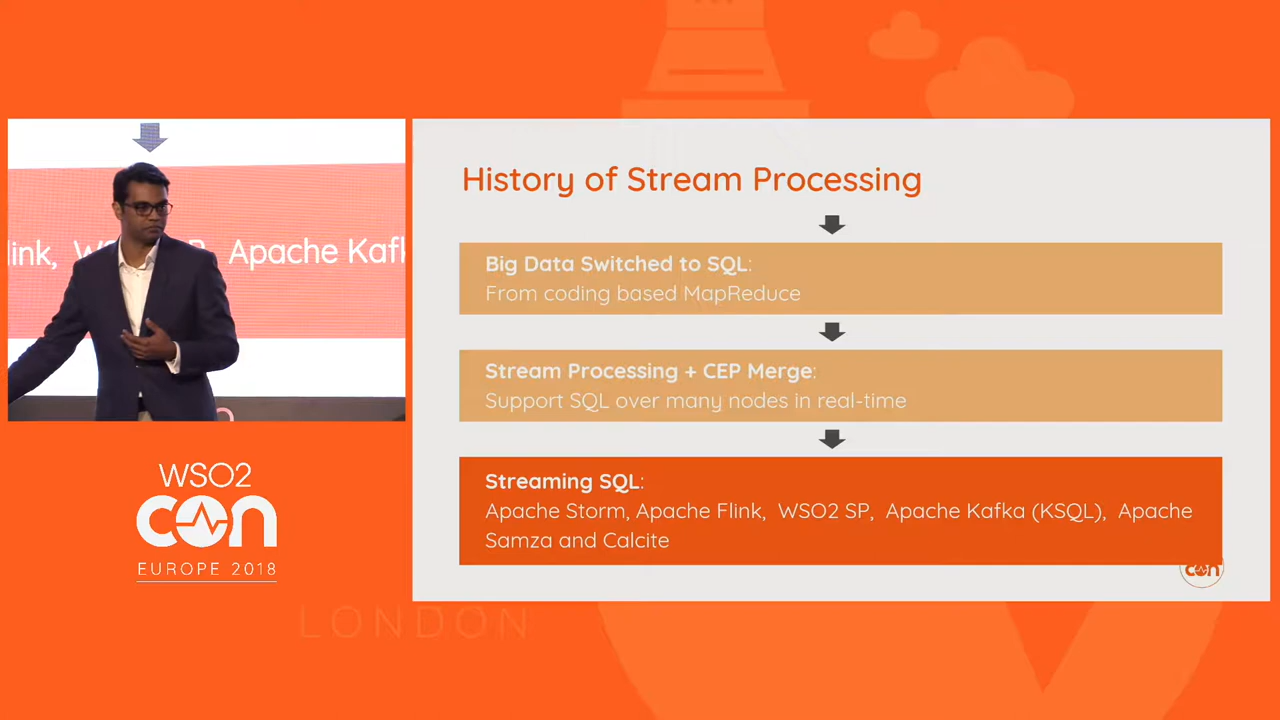 History of Stream Processing
Big Data Switched to SQL:
From coding based MapReduce
Stream Processing + CEP Merge:
Support SQL over many nodes in real-time
Streaming SQL:
Apache Storm, Apache Flink, WSO2 SP, Apache Kafka (KSQL), Apache
Samza and Calcite
con
link, Apache Kafk
WSO2
con
EUROPE 2018
LONDON